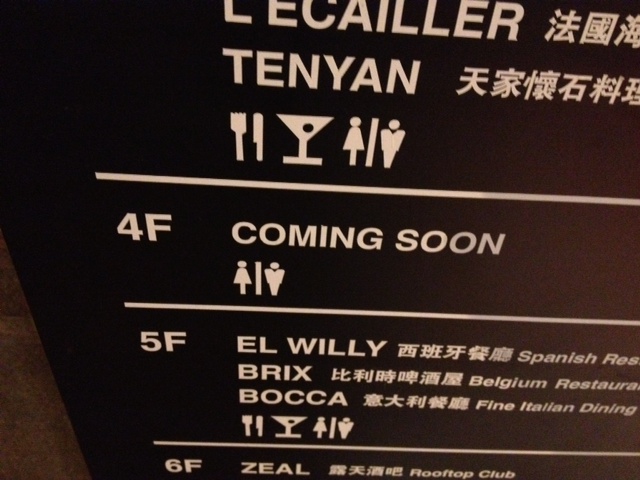 L'ECAILLER 法國海
TENYAN 天家懷石料理
4F COMING SOON
5F EL WILLY 西班牙餐廳 Spanish Res
BRIX 比利時啤酒屋 Belgium Restaura
BOCCA 意大利餐廳 Fine Italian Dining
6F ZEAL 露天酒吧 Rooftop Club